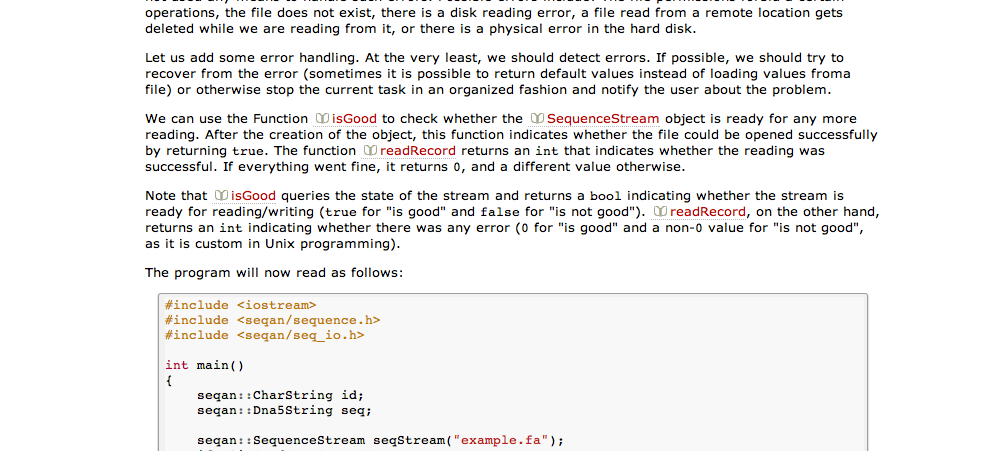 operations, the file does not exist, there is a disk reading error, a file read from a remote location gets
deleted while we are reading from it, or there is a physical error in the hard disk.
Let us add some error handling. At the very least, we should detect errors. If possible, we should try to
recover from the error (sometimes it is possible to return default values instead of loading values froma
file) or otherwise stop the current task in an organized fashion and notify the user about the problem.
We can use the Function isGood to check whether the SequenceStream object is ready for any more
reading. After the creation of the object, this function indicates whether the file could be opened successfully
by returning true. The function readRecord returns an int that indicates whether the reading was
successful. If everything went fine, it returns 0, and a different value otherwise.
Note that isGood queries the state of the stream and returns a bool indicating whether the stream is
ready for reading/writing (true for "is good" and false for "is not good"). readRecord, on the other hand,
returns an int indicating whether there was any error (0 for "is good" and a non-0 value for "is not good",
as it is custom in Unix programming).
The program will now read as follows:
#include <iostream>
#include <seqan/sequence.h>
#include <seqan/seq_io.h>
int main()
{
    seqan::CharString id;
    seqan::Dna5String seq;
    seqan::SequenceStream seqStream("example.fa");